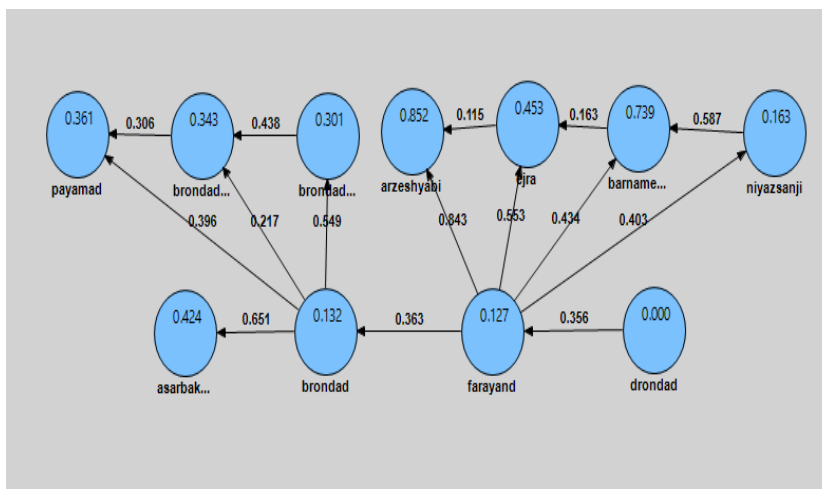 0.361 0.306 0.343 0.438 0.301 0.852 0.115 0.453 0.163 0.739 0.587 0.163
payamad brondad... brondad... arzeshyabi ejra barname... niyazsanji
0.396 0.217 0.549 0.843 0.553 0.434 0.403
0.424 0.651 0.132 0.363 0.127 0.356 0.000
asarbak... brondad farayand drondad